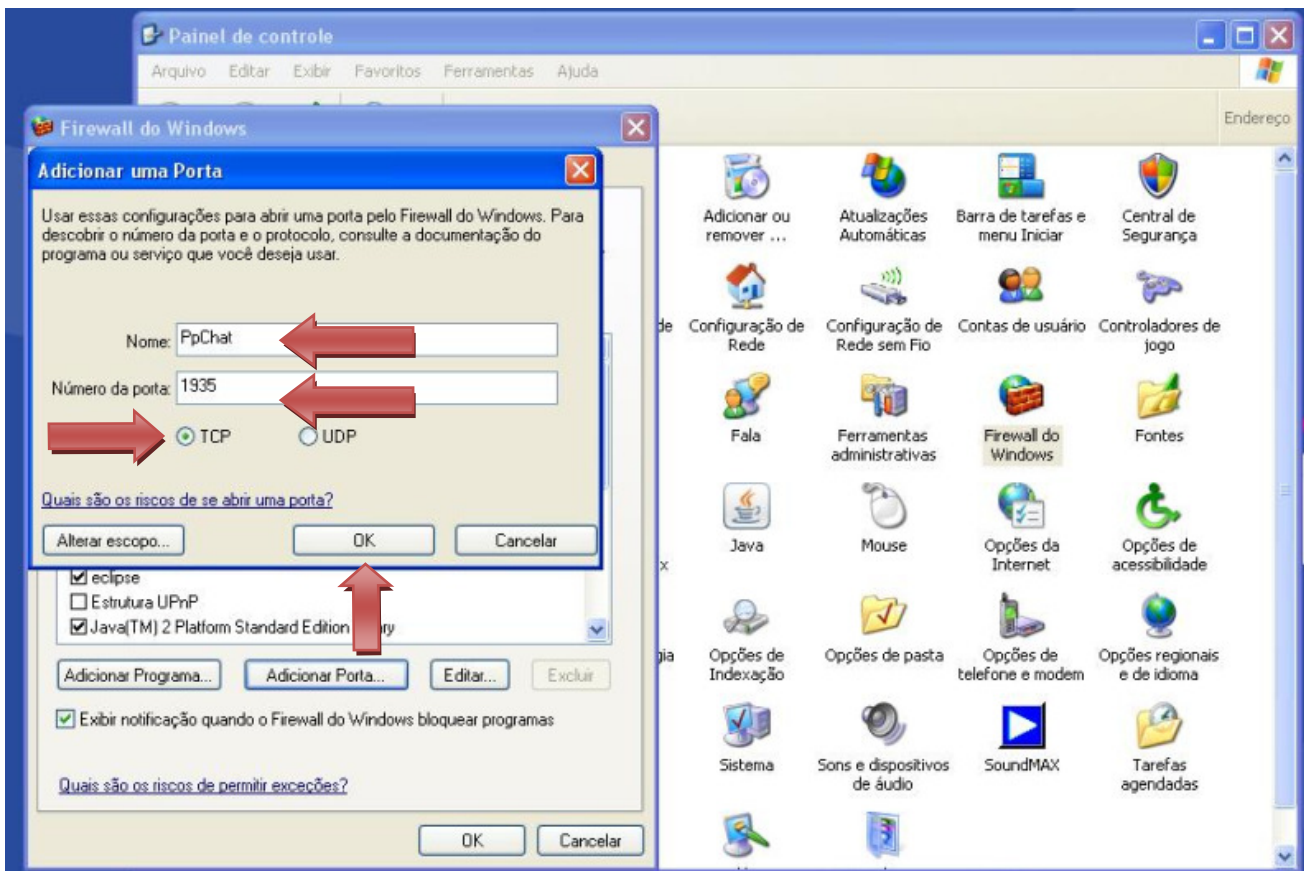 Painel de controle
Arquivo Editar Exibir Favoritos Ferramentas Ajuda
Endereço
Firewall do Windows
Adicionar uma Porta
Usar essas configurações para abrir uma porta pelo Firewall do Windows. Para
descobrir o número da porta e o protocolo, consulte a documentação do
programa ou serviço que você deseja usar.
Nome: PpChat
Número da porta: 1935
TCP UDP
Quais são os riscos de se abrir uma porta?
Alterar escopo... OK Cancelar
eclipse
Estrutura UPnP
Java(TM) 2 Platform Standard Edition
Adicionar Programa... Adicionar Porta... Editar... Excluir
Exibir notificação quando o Firewall do Windows bloquear programas
Quais são os riscos de permitir exceções?
OK Cancelar
Adicionar ou
remover ...
Atualizações
Automáticas
Barra de tarefas e
menu Iniciar
Central de
Segurança
de
Configuração de
Rede
Configuração de
Rede sem Fio
Contas de usuário
Controladores de
jogo
Fala
Ferramentas
administrativas
Firewall do
Windows
Fontes
Java
Mouse
Opções da
Internet
Opções de
acessibilidade
Opções de
Indexação
Opções de pasta
Opções de
telefone e modem
Opções regionais
e de idioma
Sistema
Sons e dispositivos
de áudio
SoundMAX
Tarefas
agendadas